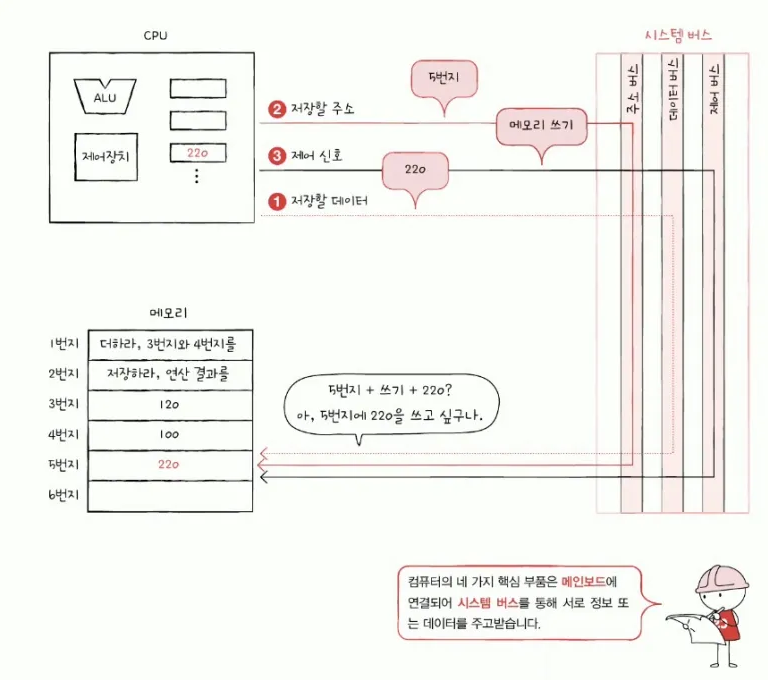 CPU
시스템 버스
ALU
제어장치
220
5번지
② 저장할 주소
메모리 쓰기
③ 제어 신호
220
① 저장할 데이터
주소 버스
데이터 버스
제어 버스
메모리
1번지 더하라, 3번지와 4번지를
2번지 저장하라, 연산 결과를
3번지 120
4번지 100
5번지 220
6번지
5번지 + 쓰기 + 220?
아, 5번지에 220을 쓰고 싶구나.
컴퓨터의 네 가지 핵심 부품은 메인보드에
연결되어 시스템 버스를 통해 서로 정보 또
는 데이터를 주고받습니다.